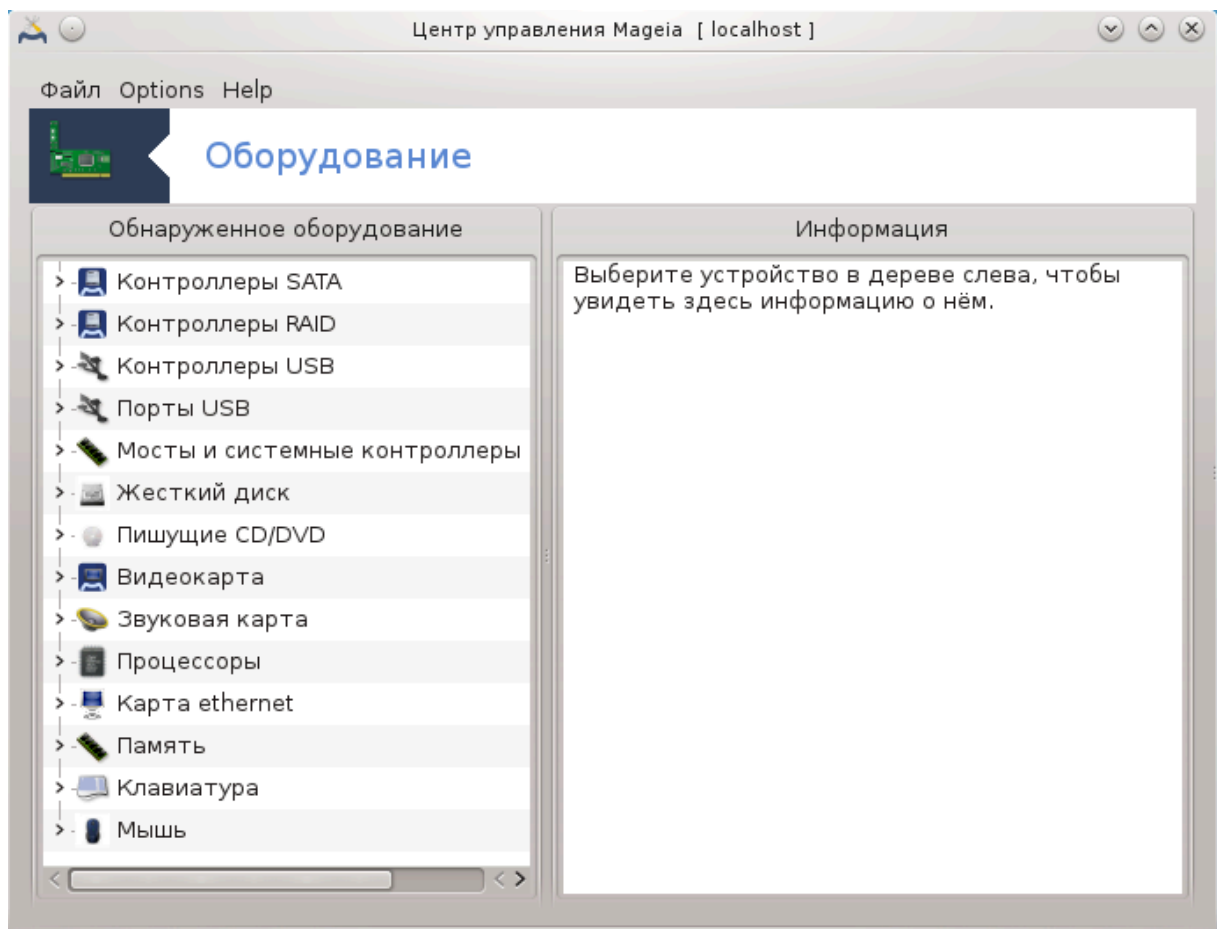 Центр управления Mageia [ localhost ]
Файл Options Help
Оборудование
Обнаруженное оборудование
Контроллеры SATA
Контроллеры RAID
Контроллеры USB
Порты USB
Мосты и системные контроллеры
Жесткий диск
Пишущие CD/DVD
Видеокарта
Звуковая карта
Процессоры
Карта ethernet
Память
Клавиатура
Мышь
Информация
Выберите устройство в дереве слева, чтобы
увидеть здесь информацию о нём.